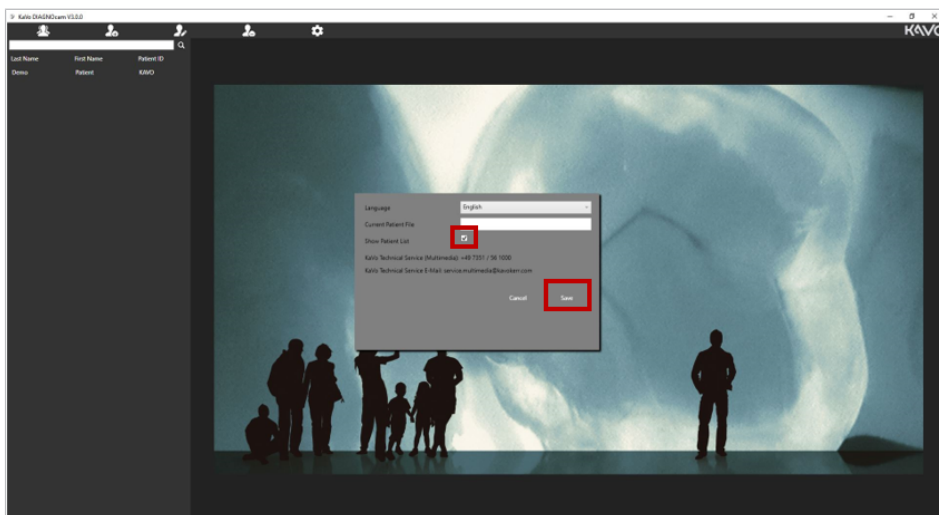 KaVo DIAGNOcam V3.0.0
KAVO
Last Name First Name Patient ID
Demo Patient KAVO
Language English
Current Patient File
Show Patient List
KaVo Technical Service (Multimedia): +49 7351 / 56 1000
KaVo Technical Service E-Mail: service.multimedia@kavokerr.com
Cancel Save